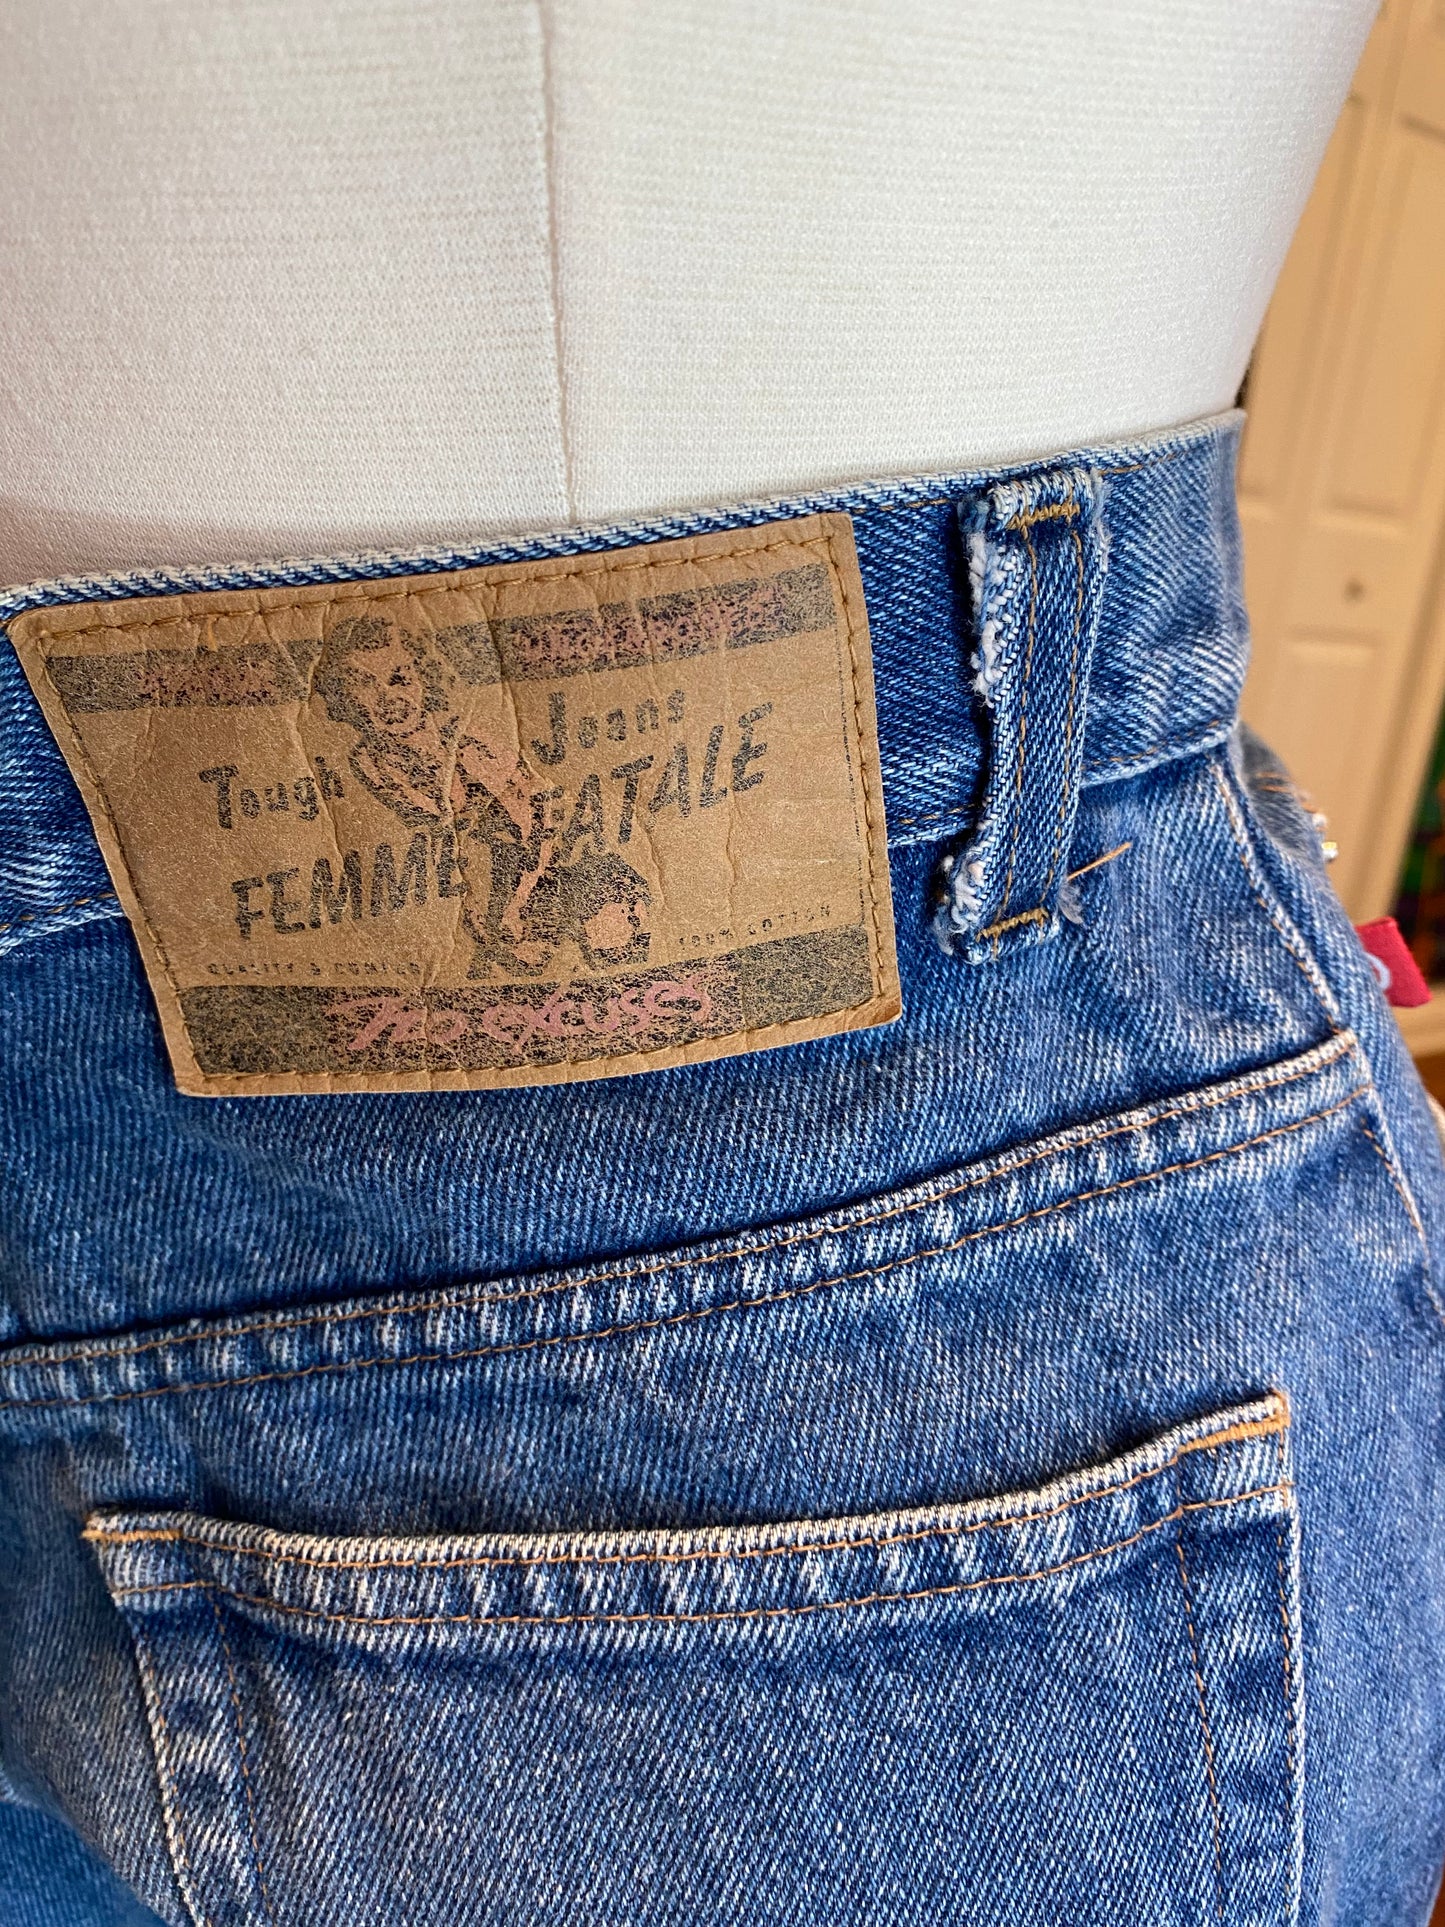 Tough Jeans
FEMME FATALE
QUALITY & COMFORT
100% COTTON
No excuses